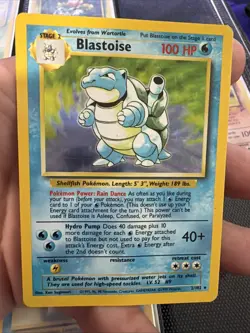 Evolves from Wartortle
Put Blastoise on the Stage 1 card
STAGE 2
Blastoise
100 HP
Shellfish Pokémon. Length: 5' 3", Weight: 189 lbs.
Pokémon Power: Rain Dance As often as you like during
your turn (before your attack), you may attach 1 Energy
card to 1 of your Pokémon. (This doesn't use up your 1
Energy card attachment for the turn.) This power can't be used
if Blastoise is Asleep, Confused, or Paralyzed.
Hydro Pump Does 40 damage plus 10
more damage for each Energy attached
to Blastoise but not used to pay for this
attack's Energy cost. Extra Energy
after the 2nd don't count.
40+
weakness
resistance
retreat cost
A brutal Pokémon with pressurized water jets on its shell.
They are used for high speed tackles. LV. 52 #9
2/102